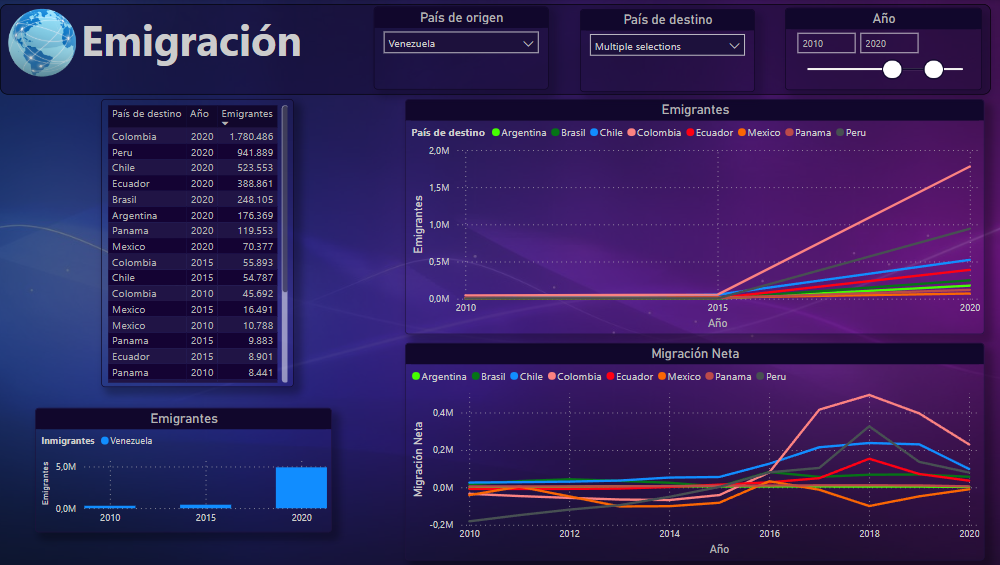 Emigración
País de origen
Venezuela
País de destino
Multiple selections
Año
2010 2020
País de destino Año Emigrantes
Colombia 2020 1.780.486
Peru 2020 941.889
Chile 2020 523.553
Ecuador 2020 388.861
Brasil 2020 248.105
Argentina 2020 176.369
Panama 2020 119.553
Mexico 2020 70.377
Colombia 2015 55.893
Chile 2015 54.787
Colombia 2010 45.692
Mexico 2015 16.491
Mexico 2010 10.788
Panama 2015 9.883
Ecuador 2015 8.901
Panama 2010 8.441
Emigrantes
País de destino Argentina Brasil Chile Colombia Ecuador Mexico Panama Peru
Emigrantes
2,0M
1,5M
1,0M
0,5M
0,0M
2010 2015 2020
Año
Migración Neta
Argentina Brasil Chile Colombia Ecuador Mexico Panama Peru
Migración Neta
0,4M
0,2M
0,0M
-0,2M
2010 2012 2014 2016 2018 2020
Año
Emigrantes
Inmigrantes Venezuela
Emigrantes
5,0M
0,0M
2010 2015 2020